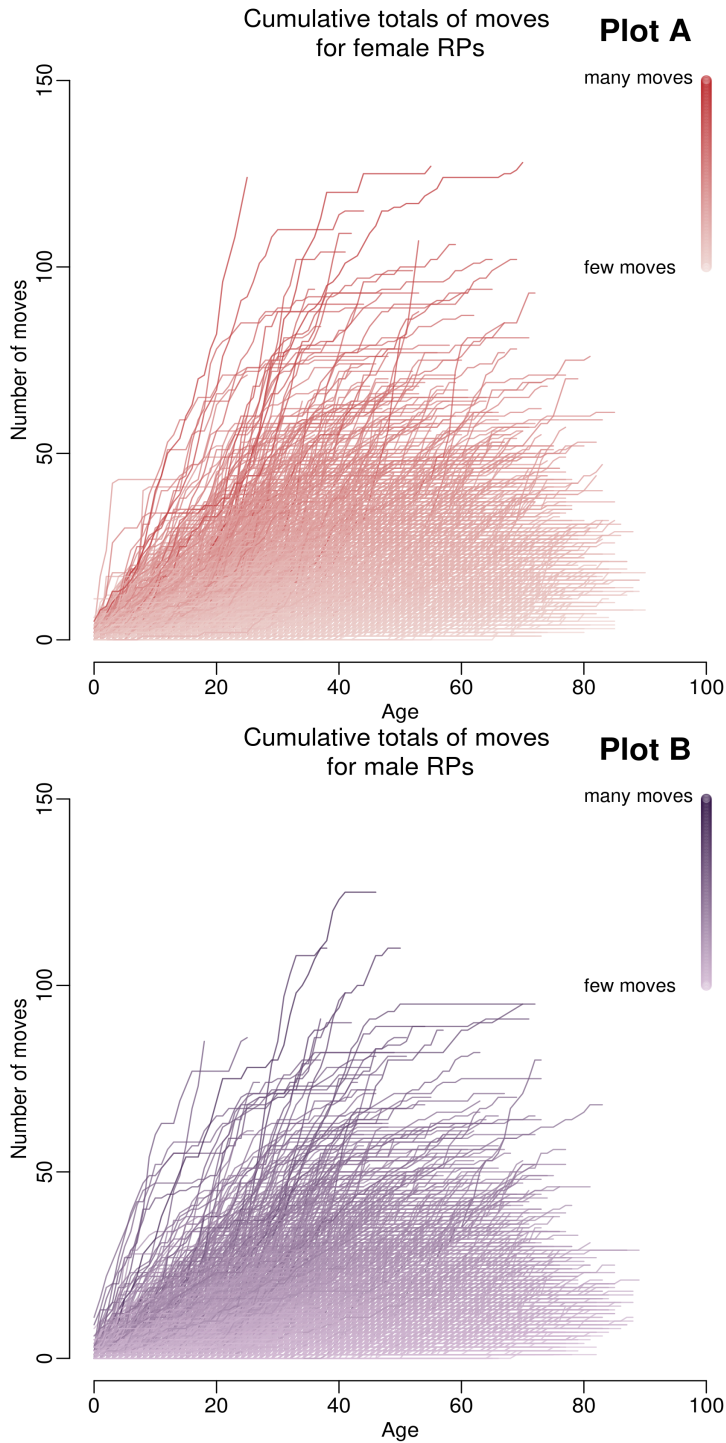 Cumulative totals of moves
for female RPs
Plot A
many moves
few moves
Number of moves
150
100
50
0
0 20 40 60 80 100
Age
Cumulative totals of moves
for male RPs
Plot B
many moves
few moves
Number of moves
150
100
50
0
0 20 40 60 80 100
Age